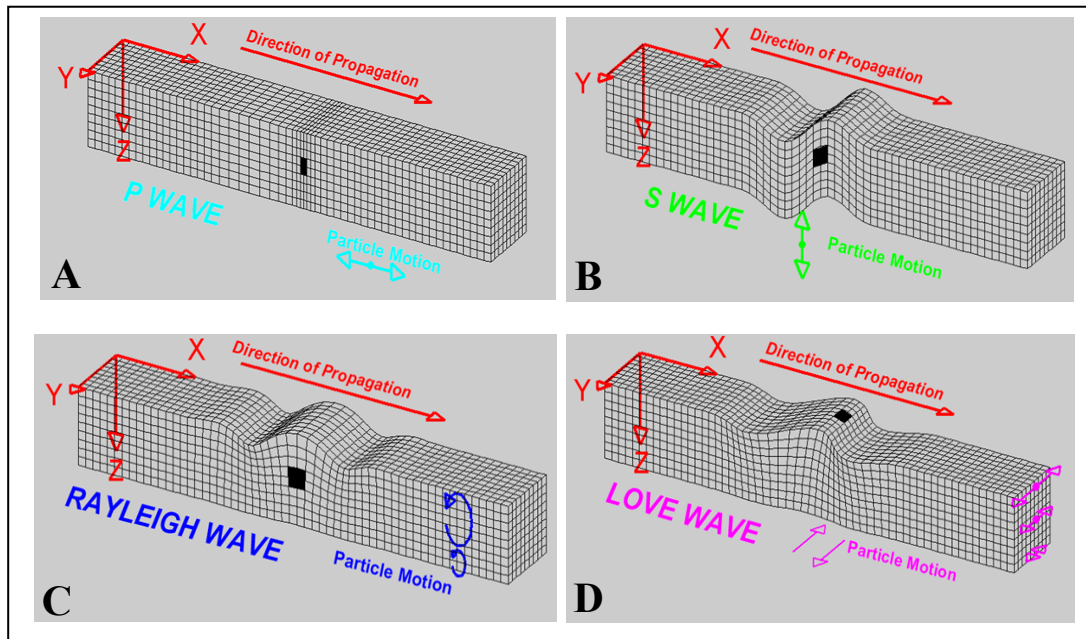 X
Direction of Propagation
Y
Z
P WAVE
Particle Motion
A
X
Direction of Propagation
Y
Z
S WAVE
Particle Motion
B
X
Direction of Propagation
Y
Z
RAYLEIGH WAVE
Particle Motion
C
X
Direction of Propagation
Y
Z
LOVE WAVE
Particle Motion
D